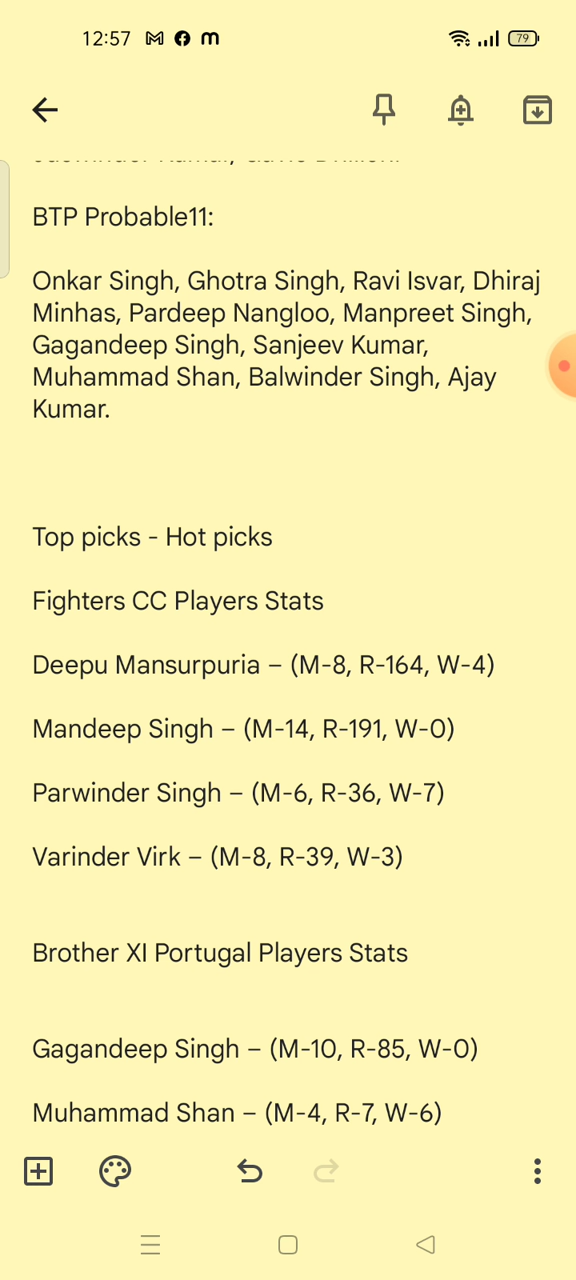 12:57
79
BTP Probable11:
Onkar Singh, Ghotra Singh, Ravi Isvar, Dhiraj
Minhas, Pardeep Nangloo, Manpreet Singh,
Gagandeep Singh, Sanjeev Kumar,
Muhammad Shan, Balwinder Singh, Ajay
Kumar.
Top picks - Hot picks
Fighters CC Players Stats
Deepu Mansurpuria – (M-8, R-164, W-4)
Mandeep Singh – (M-14, R-191, W-0)
Parwinder Singh – (M-6, R-36, W-7)
Varinder Virk – (M-8, R-39, W-3)
Brother XI Portugal Players Stats
Gagandeep Singh – (M-10, R-85, W-0)
Muhammad Shan – (M-4, R-7, W-6)